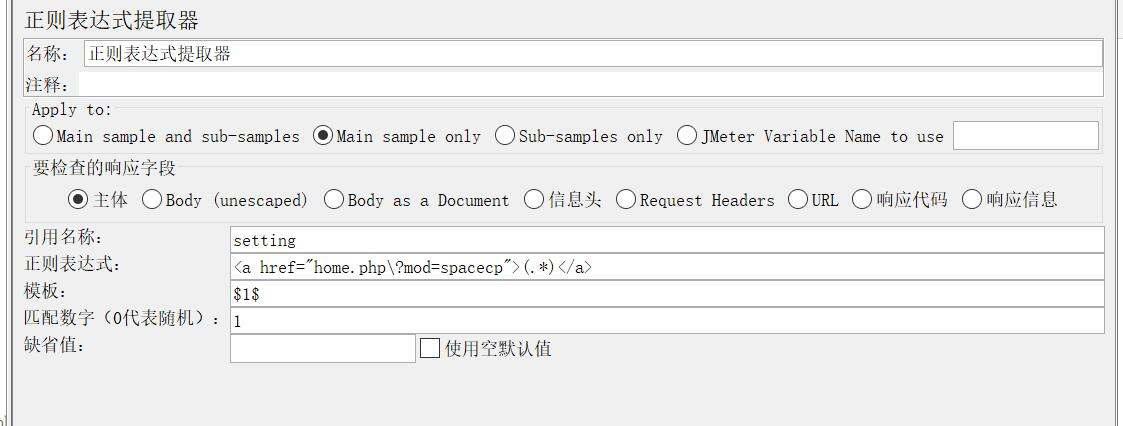 正则表达式提取器
名称： 正则表达式提取器
注释：
Apply to:
Main sample and sub-samples Main sample only Sub-samples only JMeter Variable Name to use
要检查的响应字段
主体 Body (unescaped) Body as a Document 信息头 Request Headers URL 响应代码 响应信息
引用名称： setting
正则表达式： <a href="home.php\?mod=spacecp">(.*)</a>
模板： $1$
匹配数字（0代表随机）： 1
缺省值： 使用空默认值